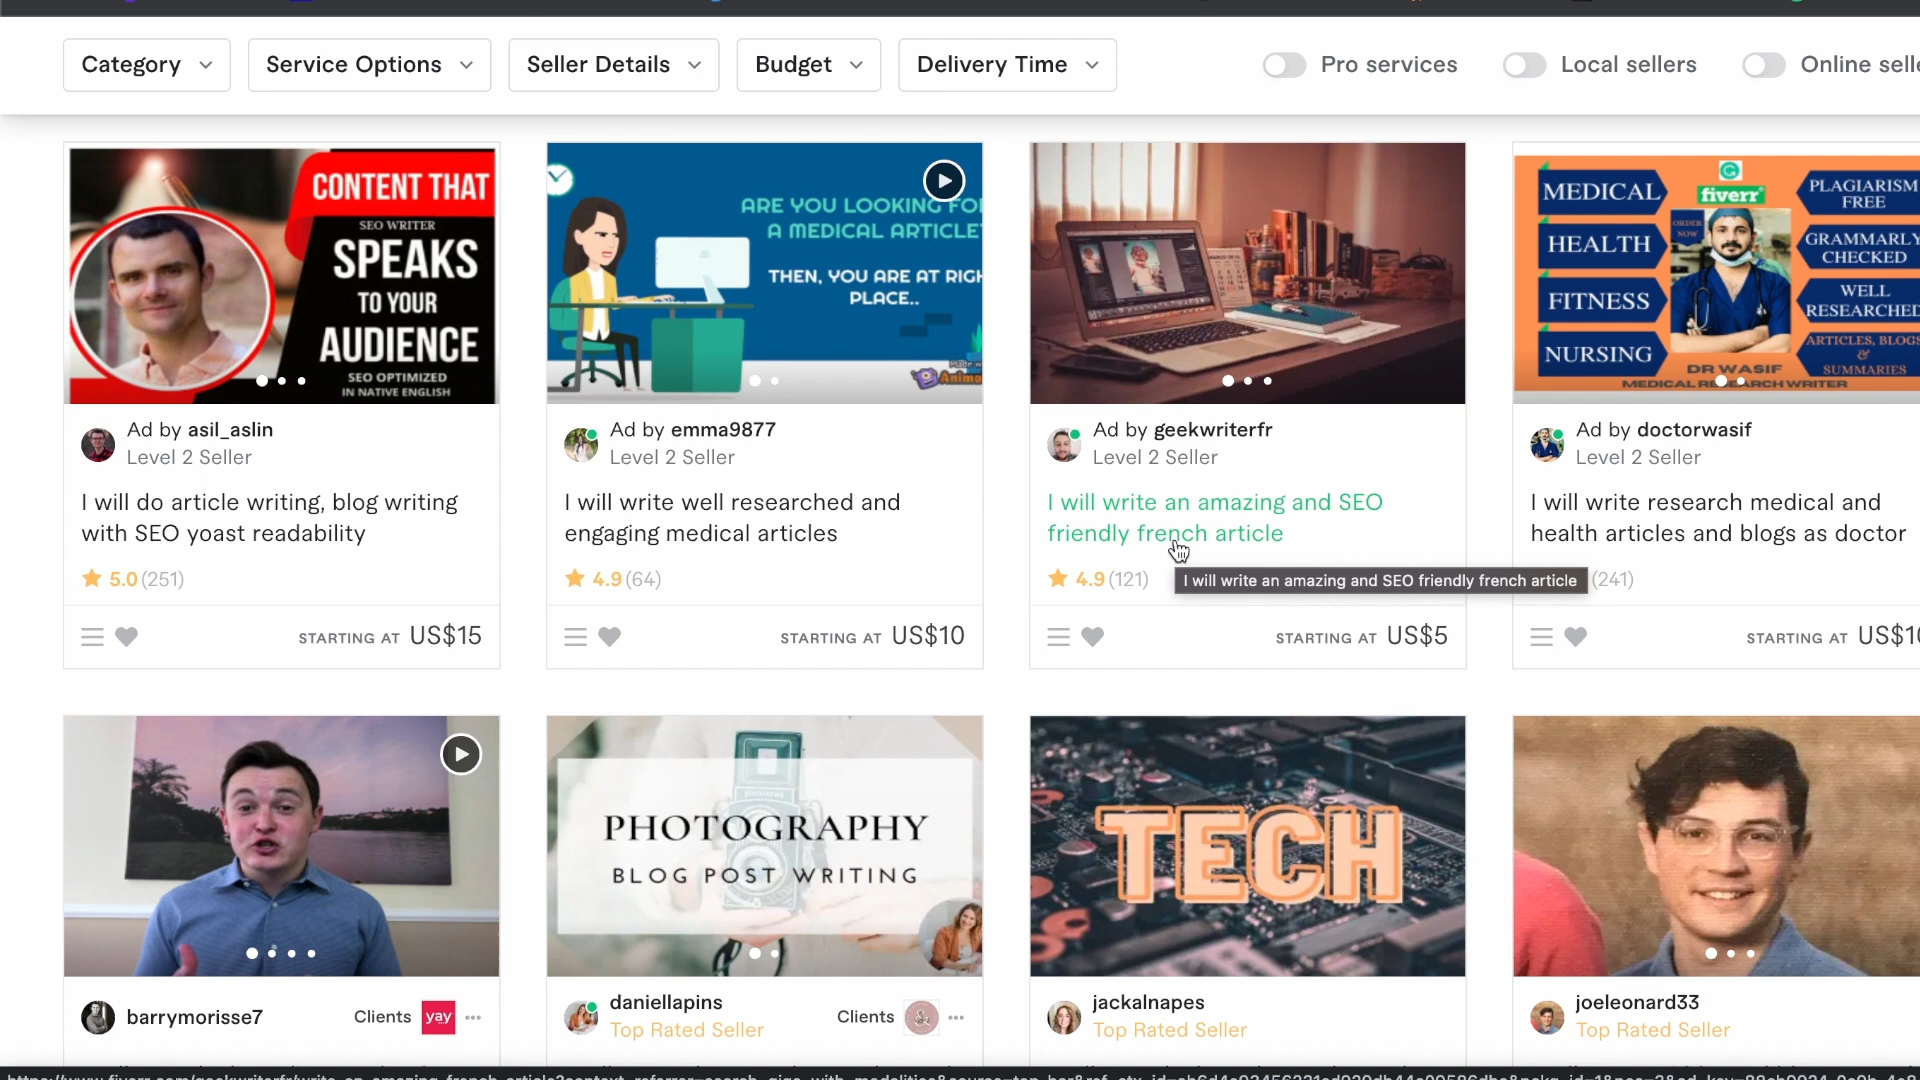 Category
Service Options
Seller Details
Budget
Delivery Time
Pro services
Local sellers
Online
CONTENT THAT
SEO WRITER
SPEAKS
TO YOUR
AUDIENCE
SEO OPTIMIZED
IN NATIVE ENGLISH
Ad by asil_aslin
Level 2 Seller
I will do article writing, blog writing
with SEO yoast readability
5.0 (251)
STARTING AT US$15
ARE YOU LOOKING
A MEDICAL ARTICLE
THEN, YOU ARE AT
PLACE..
Ad by emma9877
Level 2 Seller
I will write well researched and
engaging medical articles
4.9 (64)
STARTING AT US$10
Ad by geekwriterfr
Level 2 Seller
I will write an amazing and SEO
friendly french article
4.9 (121)
I will write an amazing and SEO friendly french article
STARTING AT US$5
MEDICAL
HEALTH
FITNESS
NURSING
fiverr
ORDER
NOW
PLAGIARISM
FREE
GRAMMARLY
CHECKED
WELL
RESEARCHED
ARTICLES, BLOGS
&
SUMMARIES
DR WASIF
MEDICAL RESEARCH WRITER
Ad by doctorwasif
Level 2 Seller
I will write research medical and
health articles and blogs as doctor
(241)
STARTING AT
barrymorisse7
Clients
yay
PHOTOGRAPHY
BLOG POST WRITING
daniellapins
Top Rated Seller
Clients
&
TECH
jackalnapes
Top Rated Seller
joeleonard33
Top Rated Seller